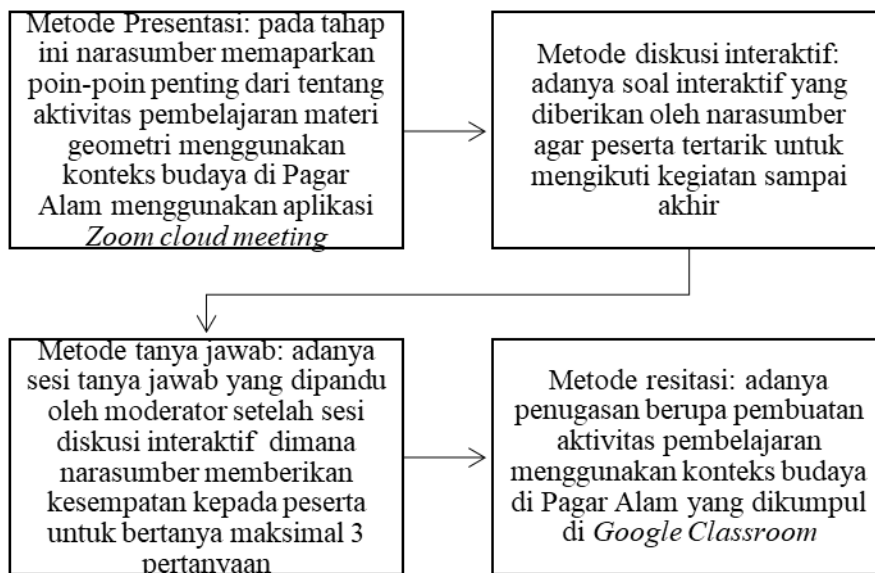 Metode Presentasi: pada tahap
ini narasumber memaparkan
poin-poin penting dari tentang
aktivitas pembelajaran materi
geometri menggunakan
konteks budaya di Pagar
Alam menggunakan aplikasi
Zoom cloud meeting
Metode diskusi interaktif:
adanya soal interaktif yang
diberikan oleh narasumber
agar peserta tertarik untuk
mengikuti kegiatan sampai
akhir
Metode tanya jawab: adanya
sesi tanya jawab yang dipandu
oleh moderator setelah sesi
diskusi interaktif dimana
narasumber memberikan
kesempatan kepada peserta
untuk bertanya maksimal 3
pertanyaan
Metode resitasi: adanya
penugasan berupa pembuatan
aktivitas pembelajaran
menggunakan konteks budaya
di Pagar Alam yang dikumpul
di Google Classroom